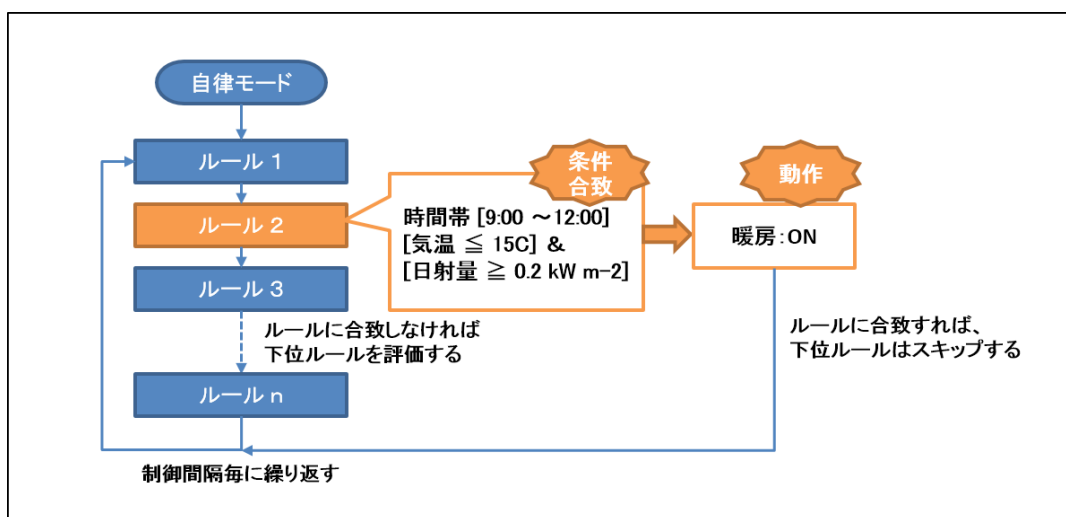 自律モード
ルール 1
ルール 2
ルール 3
ルールに合致しなければ
下位ルールを評価する
ルール n
制御間隔毎に繰り返す
条件
合致
時間帯 [9:00 ～12:00]
[気温 ≦ 15C] &
[日射量 ≧ 0.2 kW m-2]
動作
暖房：ON
ルールに合致すれば、
下位ルールはスキップする